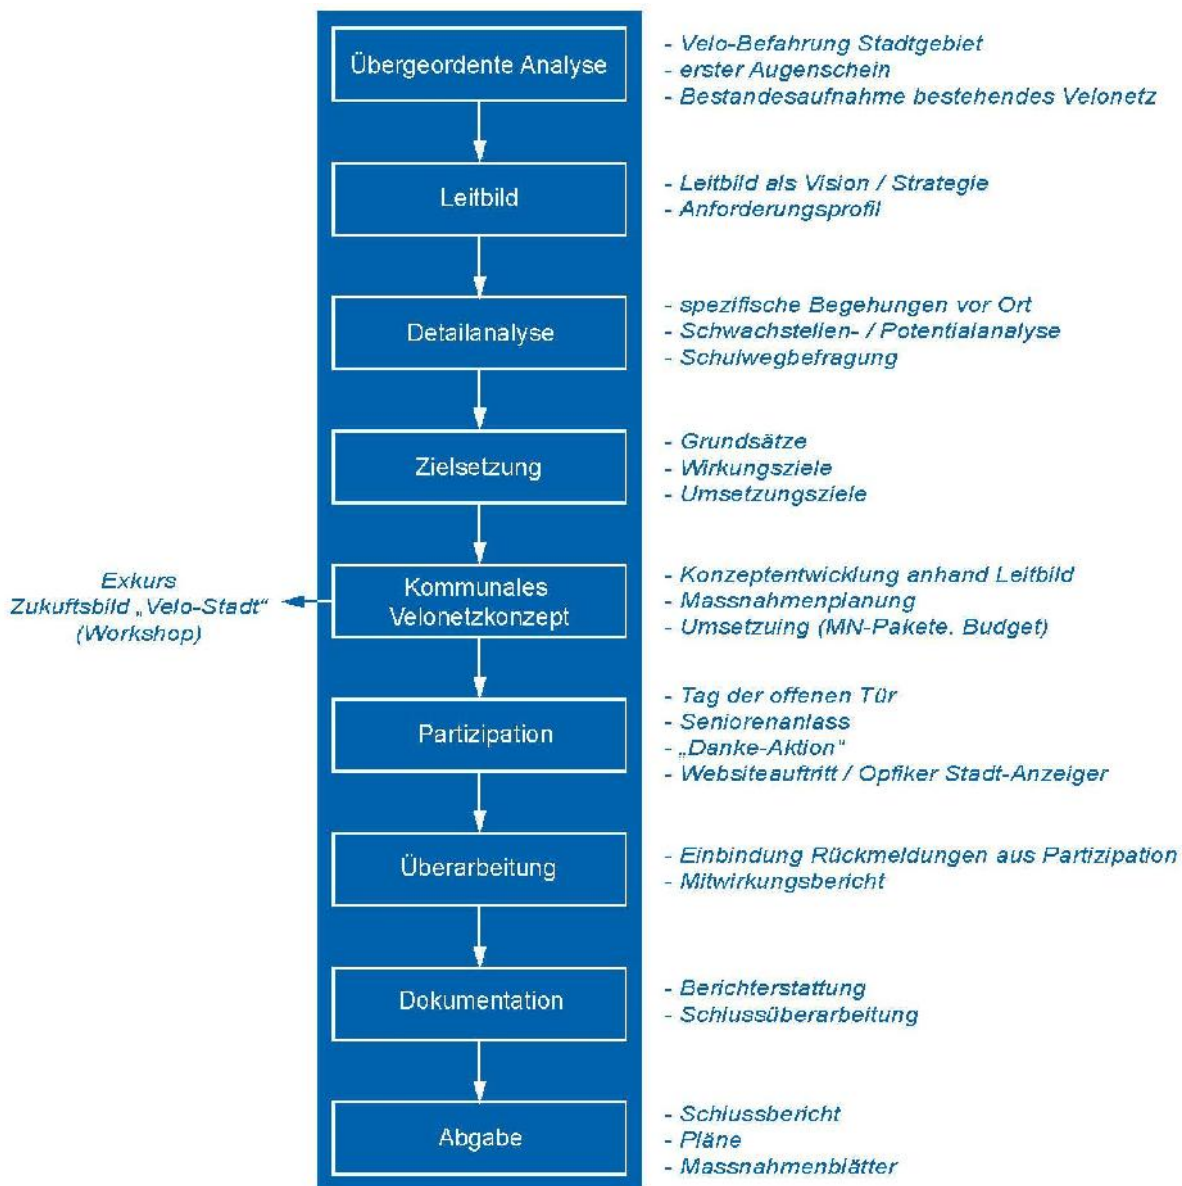 Übergeordente Analyse
- Velo-Befahrung Stadtgebiet
- erster Augenschein
- Bestandesaufnahme bestehendes Velonetz
Leitbild
- Leitbild als Vision / Strategie
- Anforderungsprofil
Detailanalyse
- spezifische Begehungen vor Ort
- Schwachstellen- / Potentialanalyse
- Schulwegbefragung
Zielsetzung
- Grundsätze
- Wirkungsziele
- Umsetzungsziele
Exkurs
Zukuftsbild „Velo-Stadt“
(Workshop)
Kommunales
Velonetzkonzept
- Konzeptentwicklung anhand Leitbild
- Massnahmenplanung
- Umsetzuing (MN-Pakete. Budget)
Partizipation
- Tag der offenen Tür
- Seniorenanlass
- „Danke-Aktion“
- Websiteauftritt / Opfiker Stadt-Anzeiger
Überarbeitung
- Einbindung Rückmeldungen aus Partizipation
- Mitwirkungsbericht
Dokumentation
- Berichterstattung
- Schlussüberarbeitung
Abgabe
- Schlussbericht
- Pläne
- Massnahmenblätter